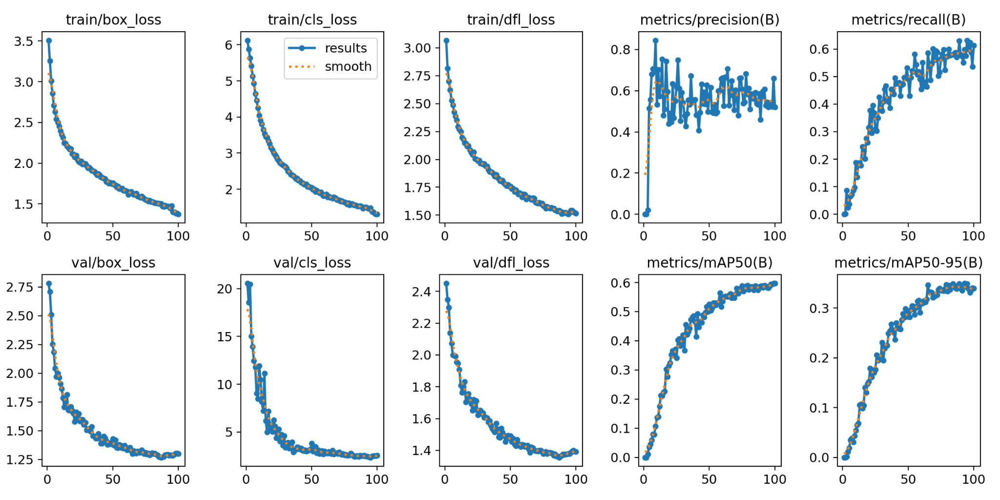 train/box_loss
3.5
3.0
2.5
2.0
1.5
0 50 100
train/cls_loss
results
smooth
6
5
4
3
2
0 50 100
train/dfl_loss
3.00
2.75
2.50
2.25
2.00
1.75
1.50
0 50 100
metrics/precision(B)
0.8
0.6
0.4
0.2
0.0
0 50 100
metrics/recall(B)
0.6
0.5
0.4
0.3
0.2
0.1
0.0
0 50 100
val/box_loss
2.75
2.50
2.25
2.00
1.75
1.50
1.25
0 50 100
val/cls_loss
20
15
10
5
0 50 100
val/dfl_loss
2.4
2.2
2.0
1.8
1.6
1.4
0 50 100
metrics/mAP50(B)
0.6
0.5
0.4
0.3
0.2
0.1
0.0
0 50 100
metrics/mAP50-95(B)
0.3
0.2
0.1
0.0
0 50 100